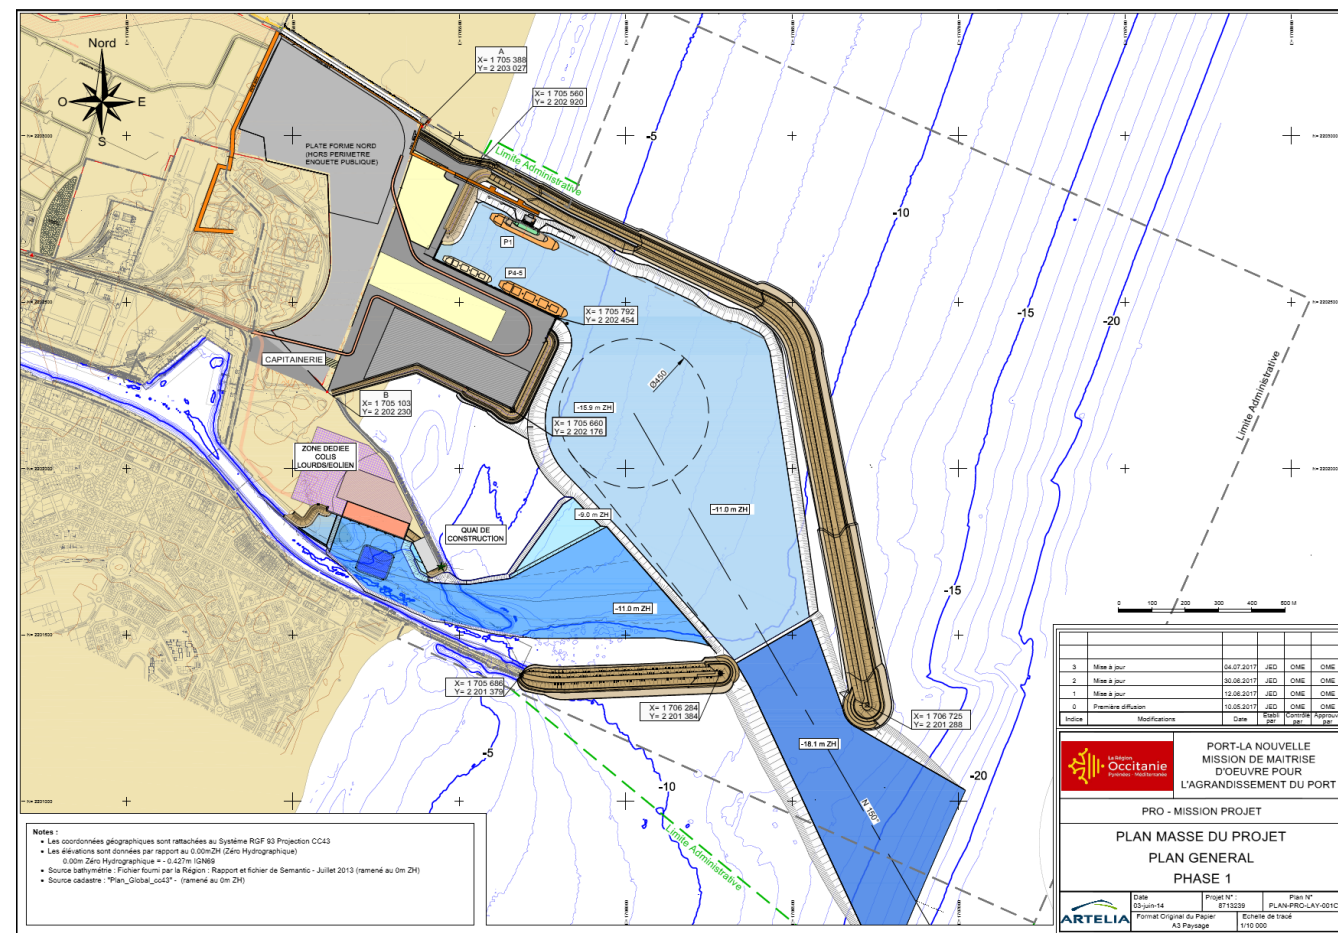 Nord
O
E
S
A
X= 1 705 388
Y= 2 203 027
X= 1 705 560
Y= 2 202 920
Limite Administrative
PLATE FORME NORD
(HORS PERIMETRE
ENQUETE PUBLIQUE)
P1
P4-5
X= 1 705 792
Y= 2 202 454
CAPITAINERIE
B
X= 1 705 103
Y= 2 202 230
Ø450
-15.9 m ZH
X= 1 705 660
Y= 2 202 176
ZONE DEDIEE
COLIS
LOURDS/EOLIEN
QUAI DE
CONSTRUCTION
-9.0 m ZH
-11.0 m ZH
-11.0 m ZH
-5
-10
-15
-20
Limite Administrative
-15
X= 1 705 686
Y= 2 201 379
X= 1 706 284
Y= 2 201 384
X= 1 706 725
Y= 2 201 288
-18.1 m ZH
N 150°
-5
-10
-20
Limite Administrative
0 100 200 300 400 500 M
3 Mise à jour 04.07.2017 JED OME OME
2 Mise à jour 30.06.2017 JED OME OME
1 Mise à jour 12.06.2017 JED OME OME
0 Première diffusion 10.05.2017 JED OME OME
Indice Modifications Date Etabli par Contrôlé par Approuvé par
La Région
Occitanie
Pyrénées - Méditerranée
PORT-LA NOUVELLE
MISSION DE MAITRISE
D'OEUVRE POUR
L'AGRANDISSEMENT DU PORT
PRO - MISSION PROJET
PLAN MASSE DU PROJET
PLAN GENERAL
PHASE 1
ARTELIA
Date
03-juin-14
Projet N° :
8713239
Plan N°
PLAN-PRO-LAY-001C
Format Original du Papier
A3 Paysage
Echelle de tracé
1/10 000
Notes :
• Les coordonnées géographiques sont rattachées au Système RGF 93 Projection CC43
• Les élévations sont données par rapport au 0.00mZH (Zéro Hydrographique)
0.00m Zéro Hydrographique = - 0.427m IGN69
• Source bathymétrie : Fichier fourni par la Région : Rapport et fichier de Semantic - Juillet 2013 (ramené au 0m ZH)
• Source cadastre : "Plan_Global_cc43" - (ramené au 0m ZH)